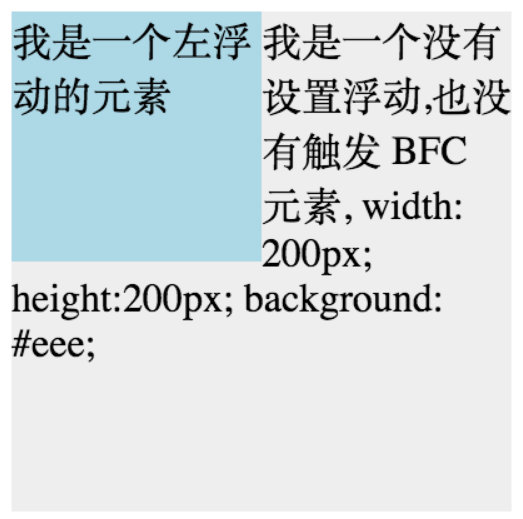 我是一个左浮
动的元素
我是一个没有
设置浮动,也没
有触发 BFC
元素, width:
200px;
height:200px; background:
#eee;